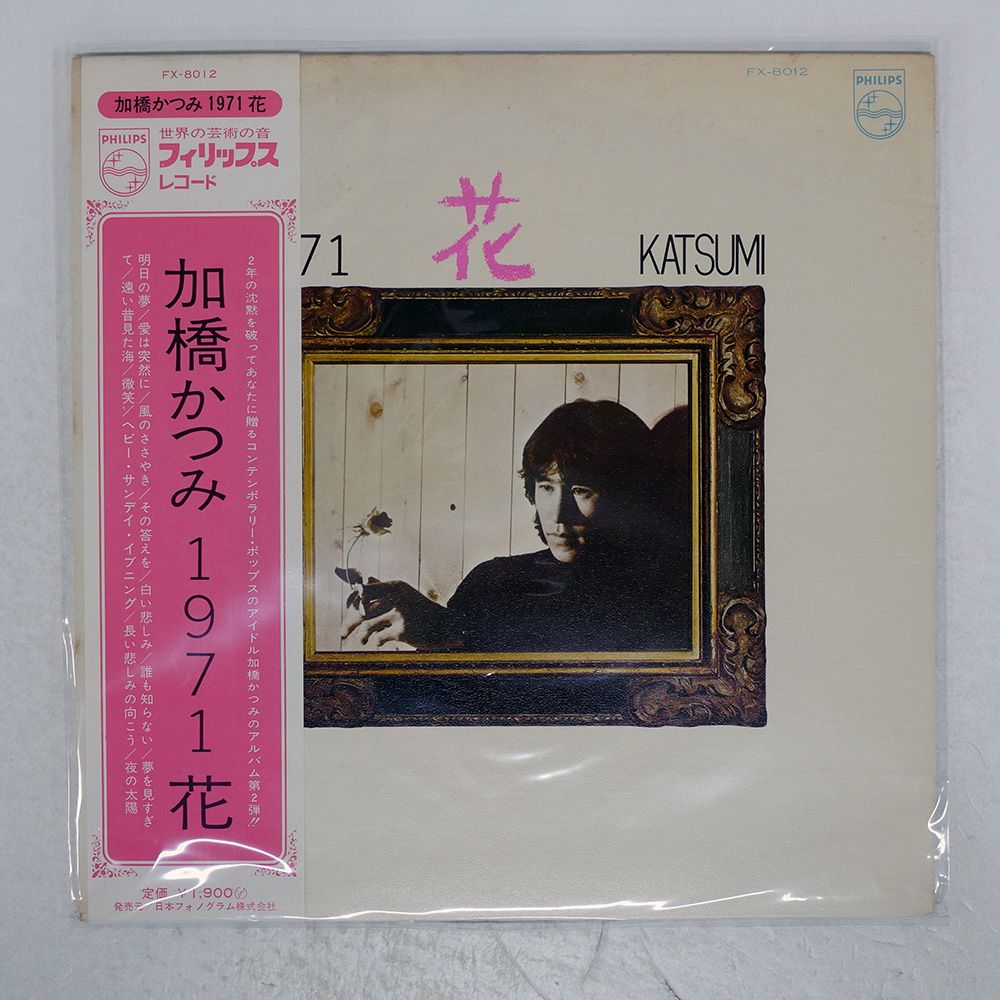 FX-8012
加橋かつみ 1971 花
PHILIPS
世界の芸術の音
フィリップス
レコード
2年の沈黙を破ってあなたに贈るコンテンポラリー・ポップスのアイドル加橋かつみのアルバム第2弾!!
加橋かつみ 1971 花
明日の夢/愛は突然に/風のささやき/その答えを/白い悲しみ/誰も知らない/夢を見すぎ
て/遠い昔見た海/微笑/ヘビー・サンデイ・イブニング/長い悲しみの向こう/夜の太陽
定価 ¥1,900
発売元/日本フォノグラム株式会社
FX-8012
PHILIPS
71 花 KATSUMI